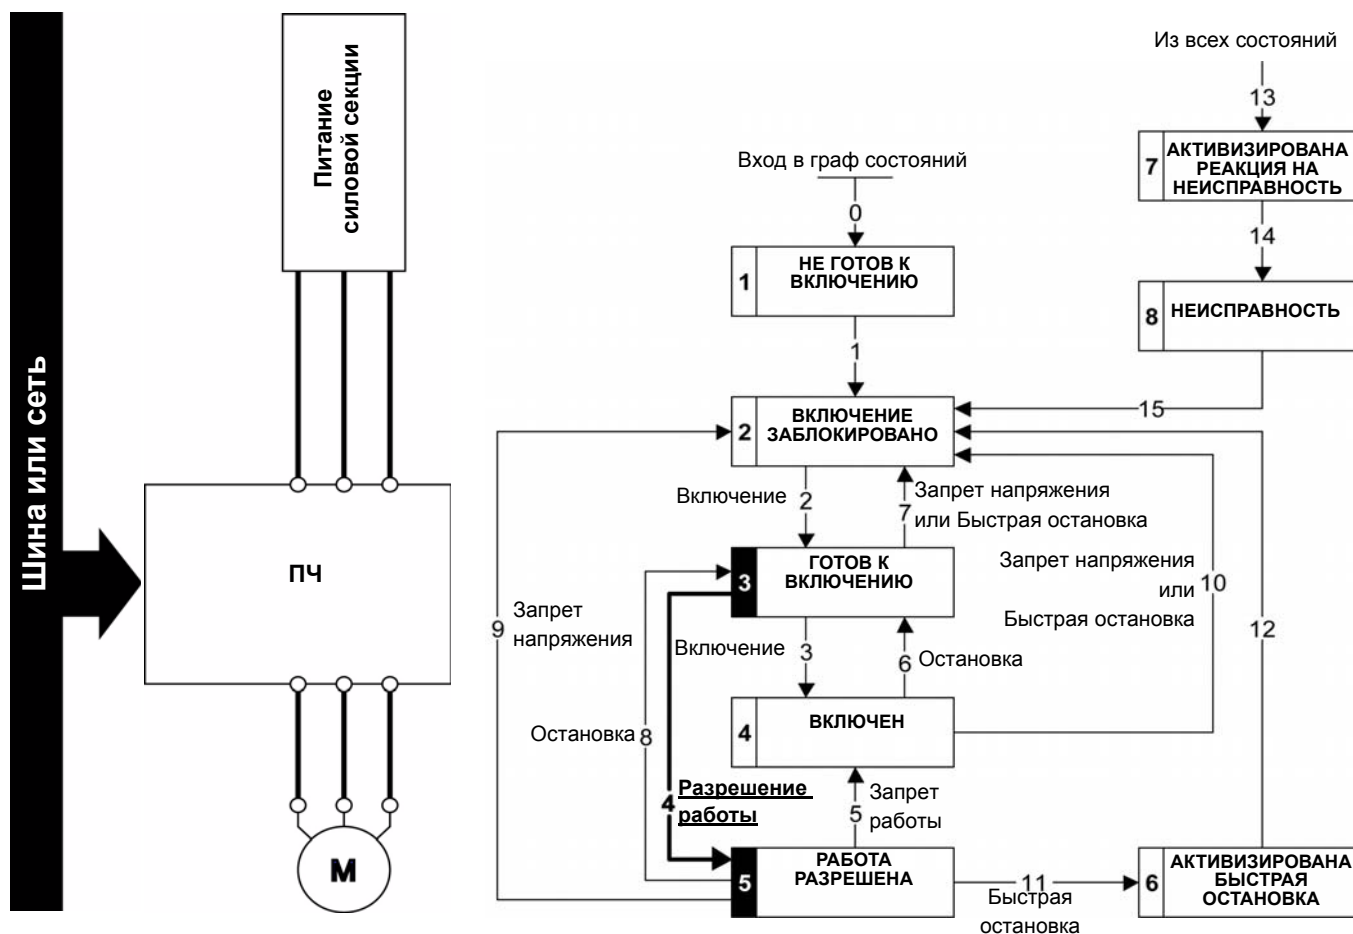 Шина или сеть
Питание
силовой секции
ПЧ
М
Из всех состояний
13
7
АКТИВИЗИРОВАНА
РЕАКЦИЯ НА
НЕИСПРАВНОСТЬ
14
8
НЕИСПРАВНОСТЬ
15
Вход в граф состояний
0
1
НЕ ГОТОВ К
ВКЛЮЧЕНИЮ
1
2
ВКЛЮЧЕНИЕ
ЗАБЛОКИРОВАНО
Включение
2
7
Запрет напряжения
или Быстрая остановка
3
ГОТОВ К
ВКЛЮЧЕНИЮ
Запрет напряжения
или
Быстрая остановка
10
9
Запрет
напряжения
12
Включение
3
6
Остановка
4
ВКЛЮЧЕН
Остановка
8
4
Разрешение
работы
5
Запрет
работы
5
РАБОТА
РАЗРЕШЕНА
11
Быстрая
остановка
6
АКТИВИЗИРОВАНА
БЫСТРАЯ
ОСТАНОВКА